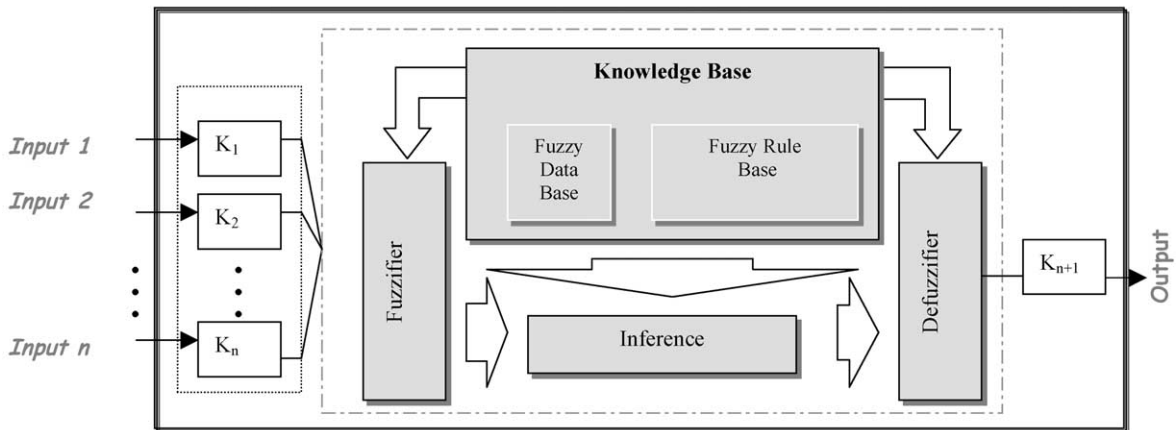 Knowledge Base
Fuzzy
Data
Base
Fuzzy Rule
Base
Input 1
K₁
Input 2
K₂
Input n
Kₙ
Fuzzifier
Inference
Defuzzifier
Kₙ₊₁
Output